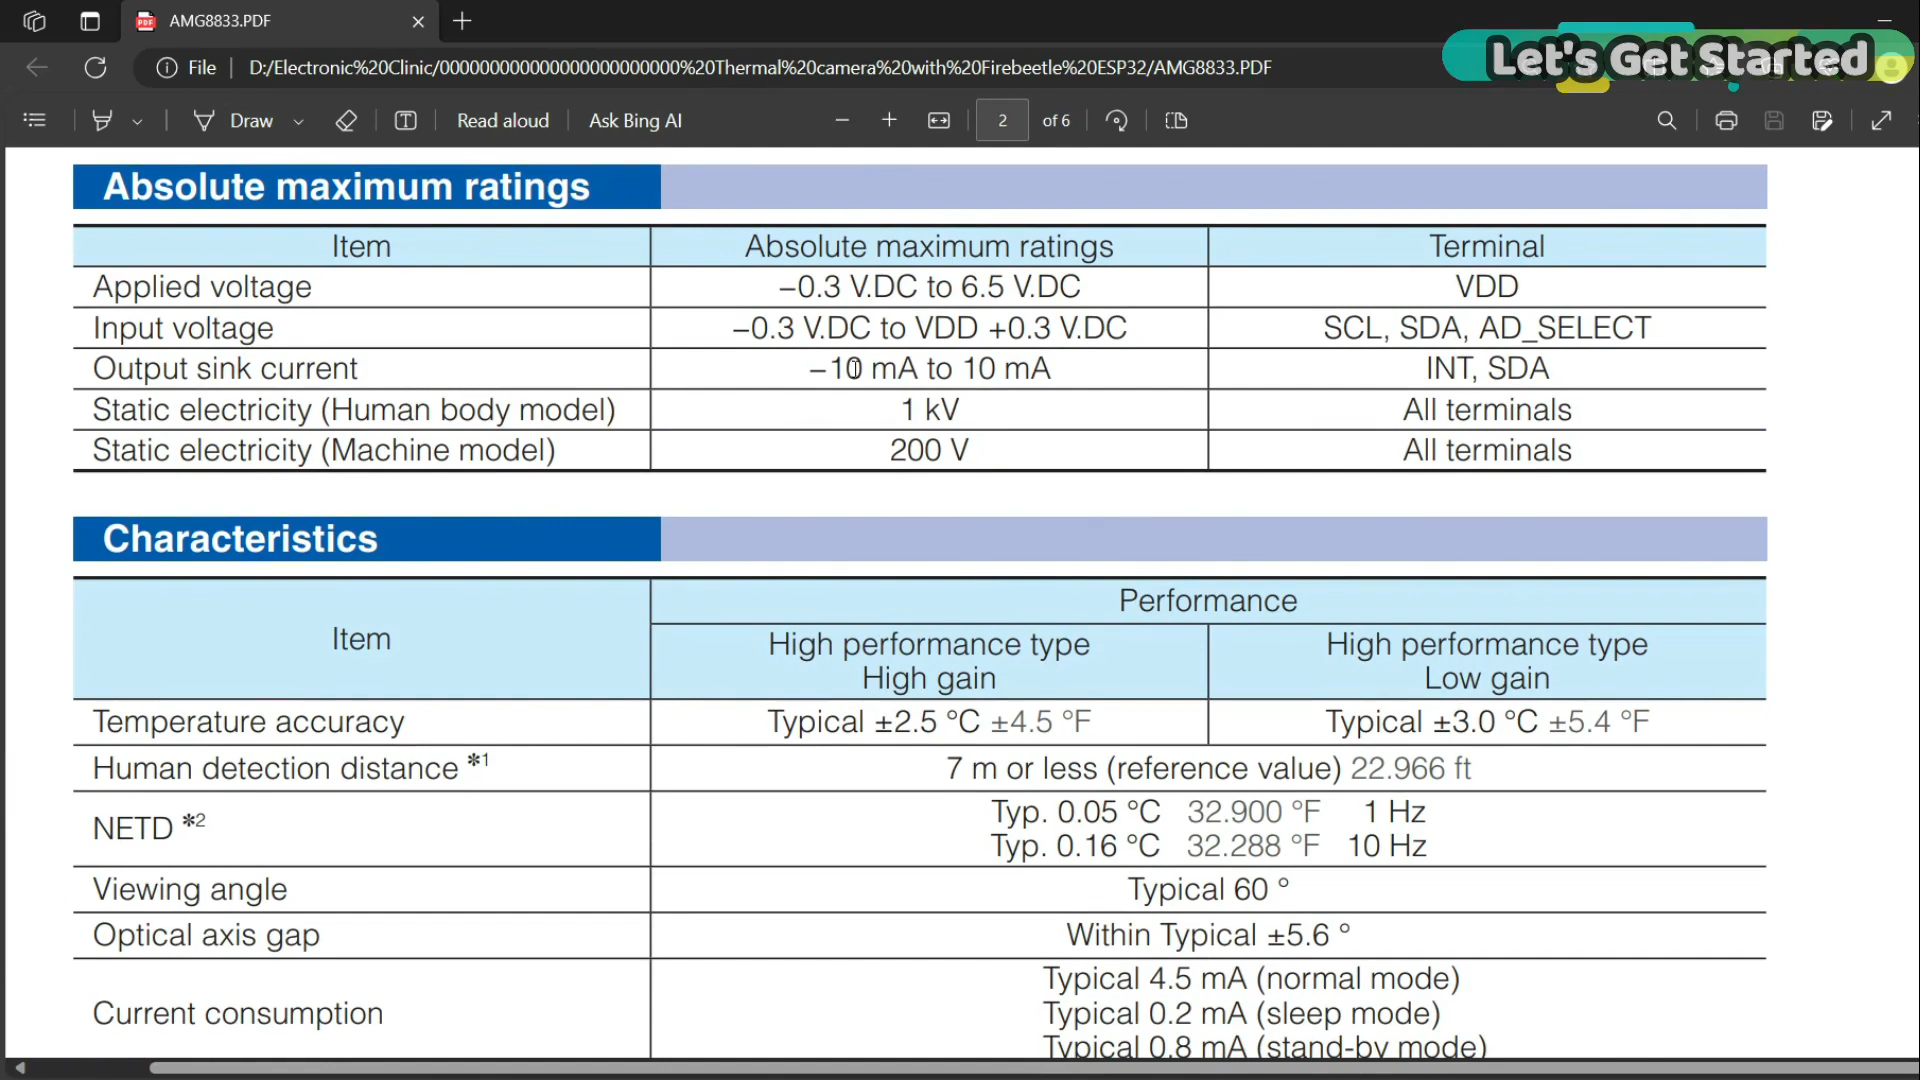 AMG8833.PDF
File D:/Electronic%20Clinic/000000000000000000000000%20Thermal%20camera%20with%20Firebeetle%20ESP32/AMG8833.PDF
Let's Get Started
Draw Read aloud Ask Bing AI 2 of 6
Absolute maximum ratings
Item Absolute maximum ratings Terminal
Applied voltage −0.3 V.DC to 6.5 V.DC VDD
Input voltage −0.3 V.DC to VDD +0.3 V.DC SCL, SDA, AD_SELECT
Output sink current −10 mA to 10 mA INT, SDA
Static electricity (Human body model) 1 kV All terminals
Static electricity (Machine model) 200 V All terminals
Characteristics
Item Performance
High performance type High performance type
High gain Low gain
Temperature accuracy Typical ±2.5 °C ±4.5 °F Typical ±3.0 °C ±5.4 °F
Human detection distance *1 7 m or less (reference value) 22.966 ft
NETD *2 Typ. 0.05 °C 32.900 °F 1 Hz
Typ. 0.16 °C 32.288 °F 10 Hz
Viewing angle Typical 60 °
Optical axis gap Within Typical ±5.6 °
Current consumption Typical 4.5 mA (normal mode)
Typical 0.2 mA (sleep mode)
Typical 0.8 mA (stand-by mode)